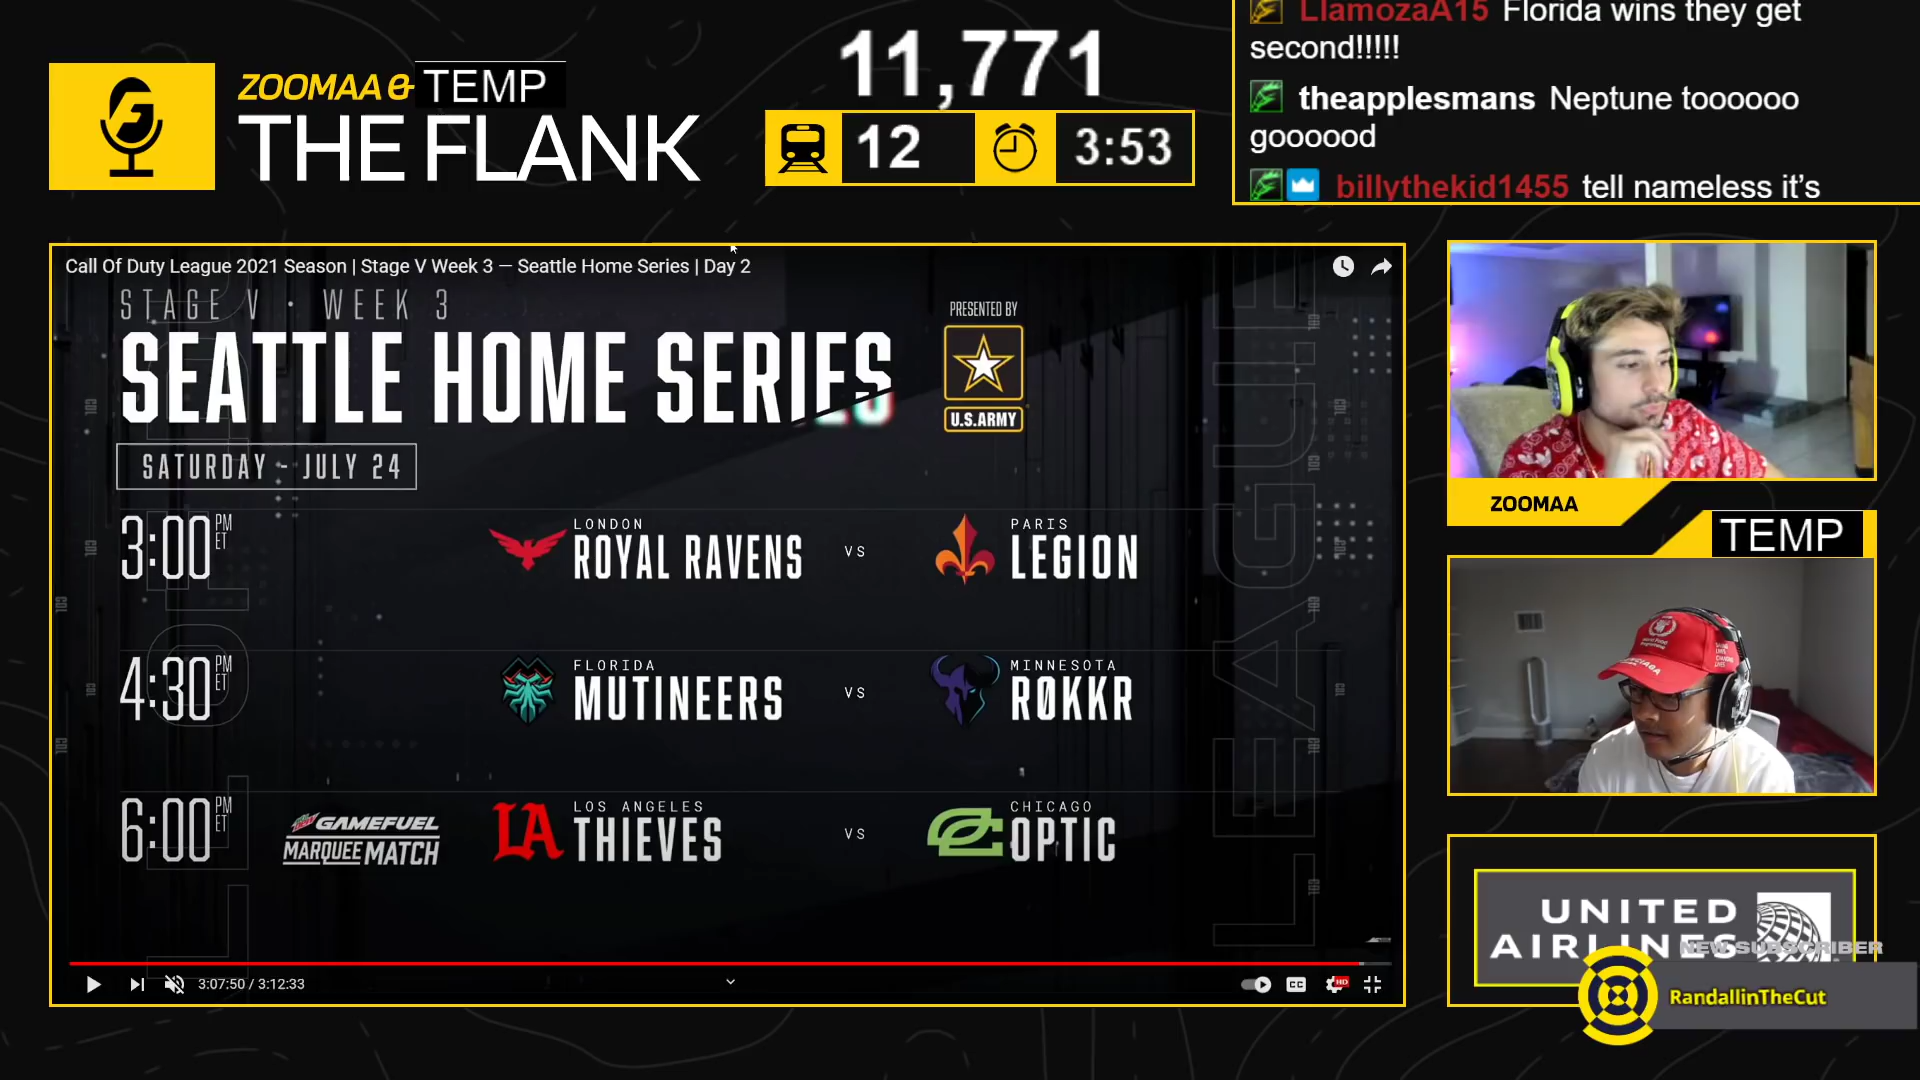 ZOOMAA & TEMP
THE FLANK
11,771
12
3:53
LlamozaA15 Florida wins they get
second!!!!!
theapplesmans Neptune toooooo
goooood
billythekid1455 tell nameless it's
Call Of Duty League 2021 Season | Stage V Week 3 — Seattle Home Series | Day 2
STAGE V · WEEK 3
SEATTLE HOME SERIES
PRESENTED BY
U.S.ARMY
SATURDAY - JULY 24
3:00 PM ET
LONDON
ROYAL RAVENS
VS
PARIS
LEGION
4:30 PM ET
FLORIDA
MUTINEERS
VS
MINNESOTA
RØKKR
6:00 PM ET
GAMEFUEL
MARQUEE MATCH
LA
LOS ANGELES
THIEVES
VS
CHICAGO
OPTIC
3:07:50 / 3:12:33
CC
HD
ZOOMAA
TEMP
UNITED
AIRLINES
NEW SUBSCRIBER
RandallinTheCut